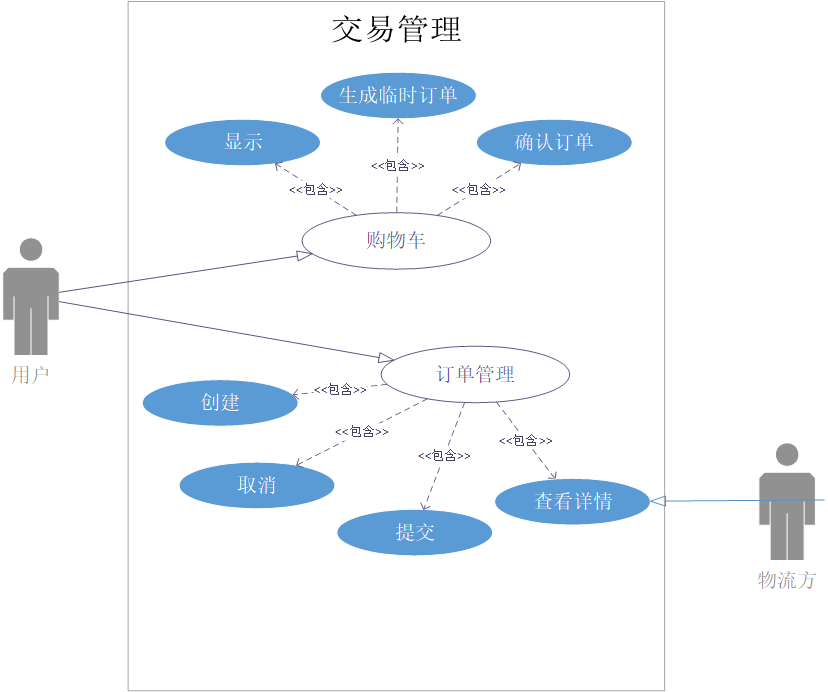 交易管理
生成临时订单
显示
确认订单
<<包含>>
<<包含>>
<<包含>>
购物车
用户
订单管理
<<包含>>
创建
<<包含>>
<<包含>>
<<包含>>
取消
查看详情
提交
物流方